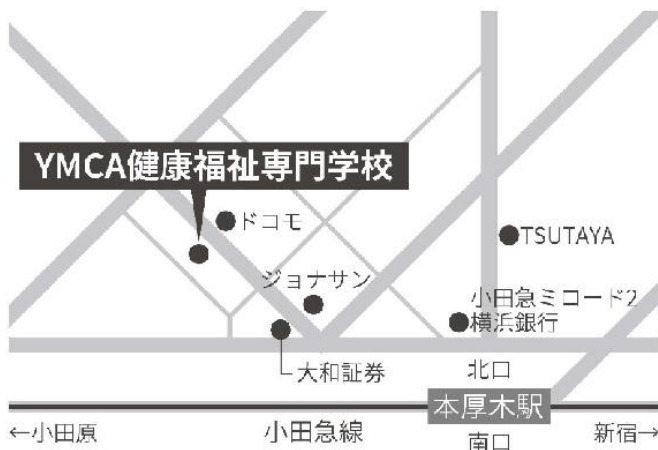 YMCA健康福祉専門学校
ドコモ
TSUTAYA
ジョナサン
小田急ミロード2
横浜銀行
大和証券
北口
本厚木駅
←小田原
小田急線
南口
新宿→